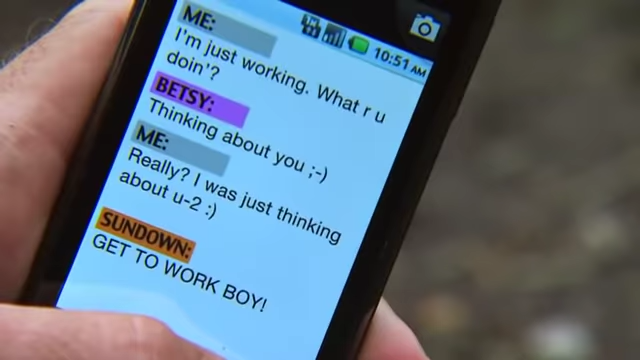 10:51 AM
ME:
I'm just working. What r u
doin'?
BETSY:
Thinking about you ;-)
ME:
Really? I was just thinking
about u-2 :)
SUNDOWN:
GET TO WORK BOY!